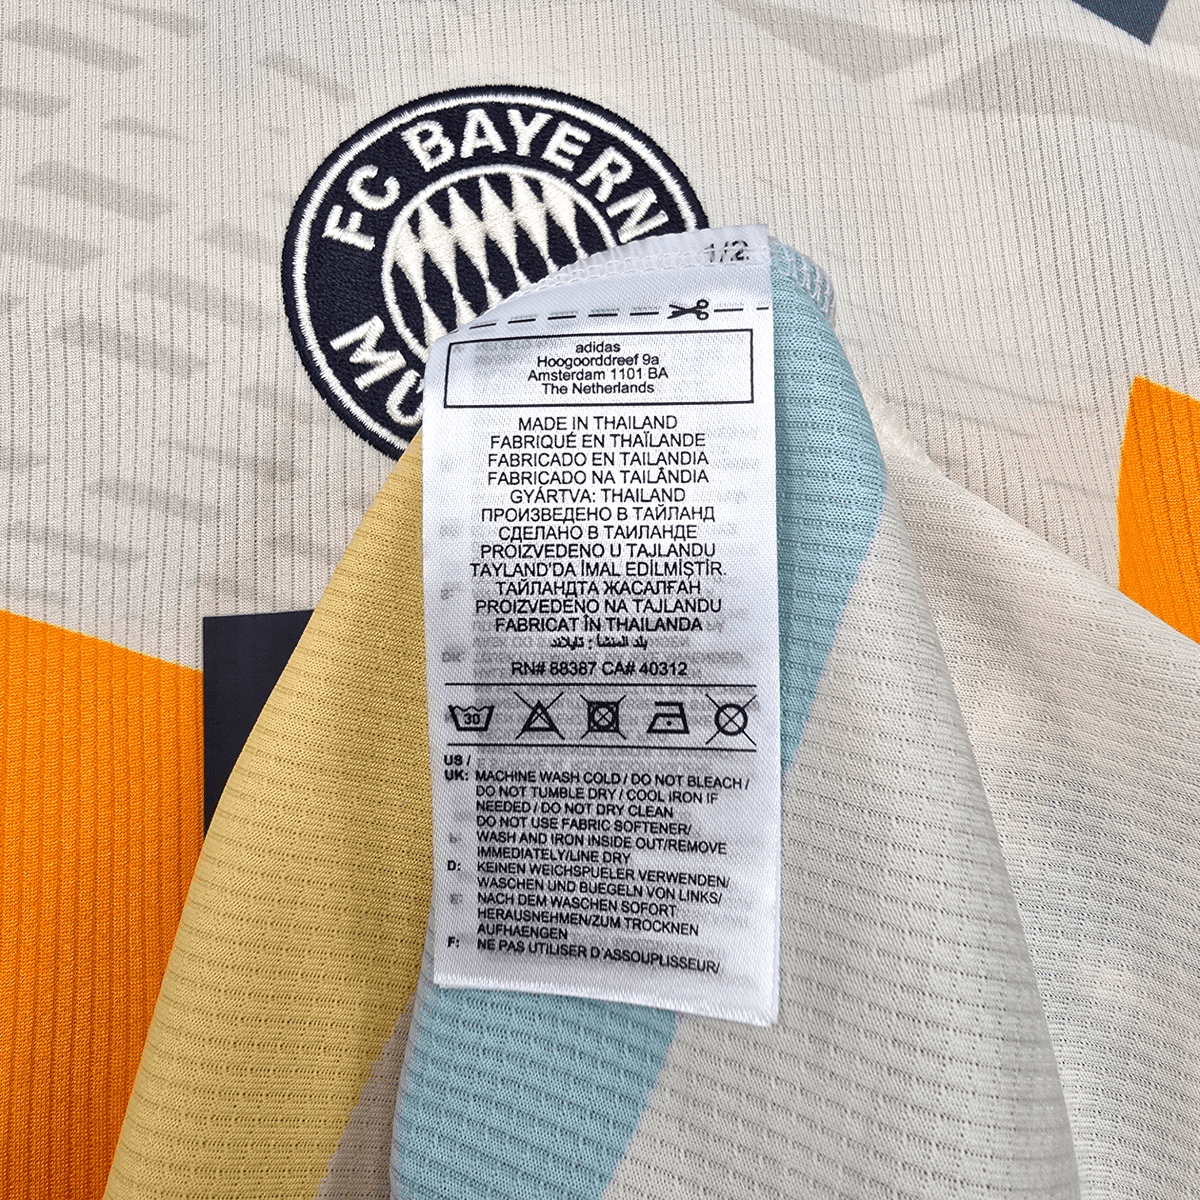 FC BAYERN
MÜ
1/2
adidas
Hoogoorddreef 9a
Amsterdam 1101 BA
The Netherlands
MADE IN THAILAND
FABRIQUÉ EN THAÏLANDE
FABRICADO EN TAILANDIA
FABRICADO NA TAILÂNDIA
GYÁRTVA: THAILAND
ПРОИЗВЕДЕНО В ТАЙЛАНД
СДЕЛАНО В ТАИЛАНДЕ
PROIZVEDENO U TAJLANDU
TAYLAND'DA İMAL EDİLMİŞTİR.
ТАЙЛАНДТА ЖАСАЛҒАН
PROIZVEDENO NA TAJLANDU
FABRICAT ÎN THAILANDA
بلد المنشأ : تايلاند
RN# 88387 CA# 40312
30
US /
UK: MACHINE WASH COLD / DO NOT BLEACH /
DO NOT TUMBLE DRY / COOL IRON IF
NEEDED / DO NOT DRY CLEAN
DO NOT USE FABRIC SOFTENER/
WASH AND IRON INSIDE OUT/REMOVE
IMMEDIATELY/LINE DRY
D: KEINEN WEICHSPUELER VERWENDEN/
WASCHEN UND BUEGELN VON LINKS/
NACH DEM WASCHEN SOFORT
HERAUSNEHMEN/ZUM TROCKNEN
AUFHAENGEN
F: NE PAS UTILISER D'ASSOUPLISSEUR/